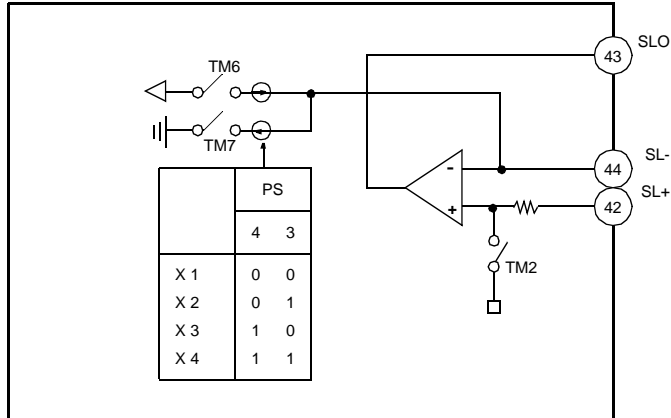 43 SLO
TM6
TM7
- 44 SL-
+ 42 SL+
PS
4 3
TM2
X 1 0 0
X 2 0 1
X 3 1 0
X 4 1 1